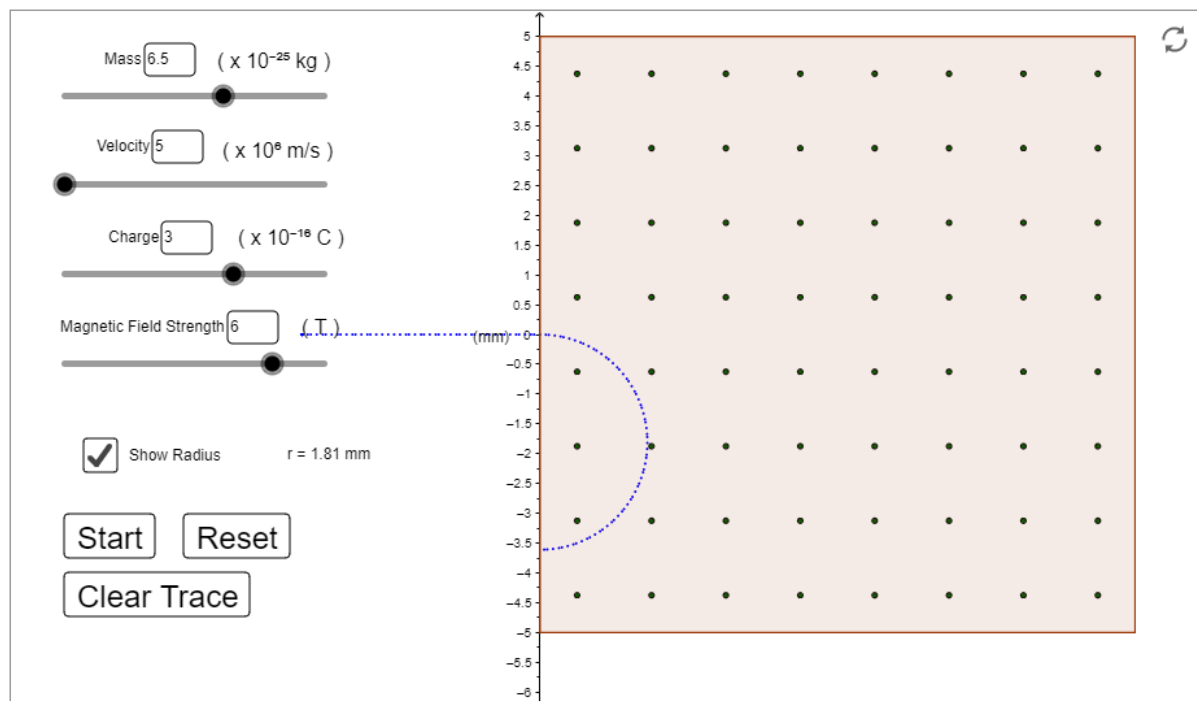 Mass 6.5 ( x 10⁻²⁵ kg )
Velocity 5 ( x 10⁶ m/s )
Charge 3 ( x 10⁻¹⁶ C )
Magnetic Field Strength 6 ( T )
Show Radius r = 1.81 mm
Start Reset
Clear Trace
5
4.5
4
3.5
3
2.5
2
1.5
1
0.5
(mm) 0
–0.5
–1
–1.5
–2
–2.5
–3
–3.5
–4
–4.5
–5
–5.5
–6